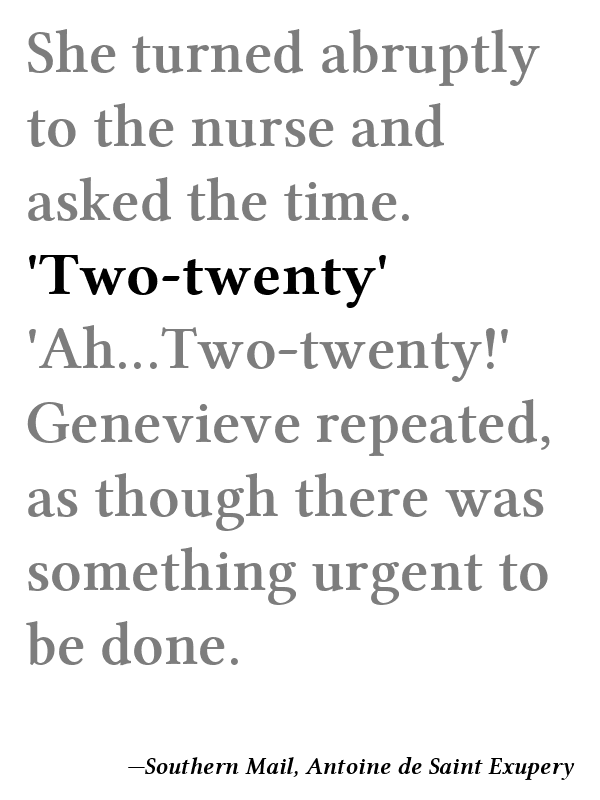 She turned abruptly
to the nurse and
asked the time.
'Two-twenty'
'Ah...Two-twenty!'
Genevieve repeated,
as though there was
something urgent to
be done.
—Southern Mail, Antoine de Saint Exupery